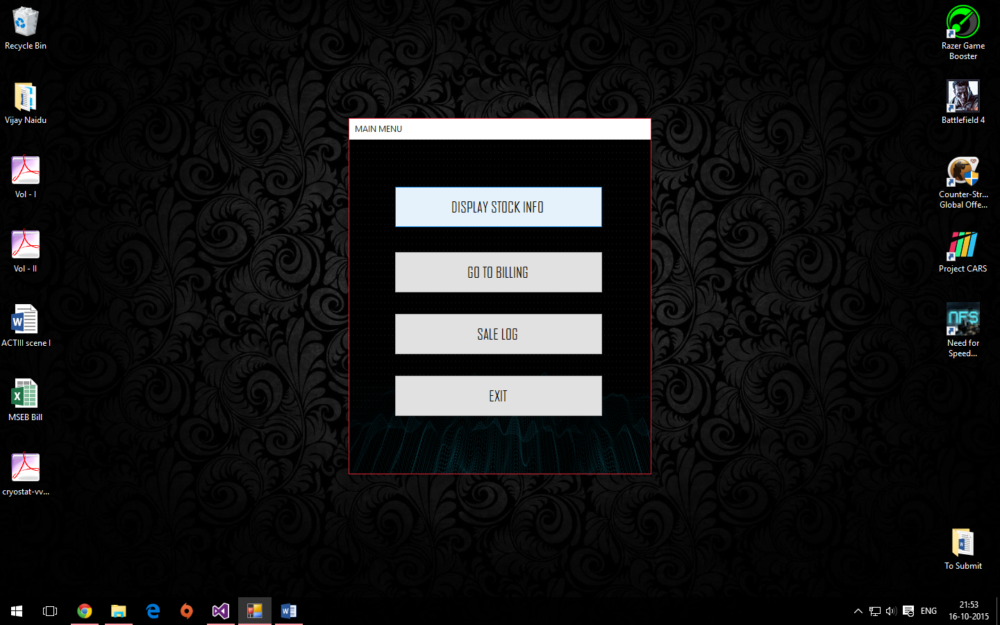 Recycle Bin
Vijay Naidu
Vol - I
Vol - II
ACTIII scene I
MSEB Bill
cryostat-vv...
MAIN MENU
DISPLAY STOCK INFO
GO TO BILLING
SALE LOG
EXIT
Razer Game
Booster
Battlefield 4
Counter-Str...
Global Offe...
Project CARS
NFS
Need for
Speed...
To Submit
ENG
21:53
16-10-2015